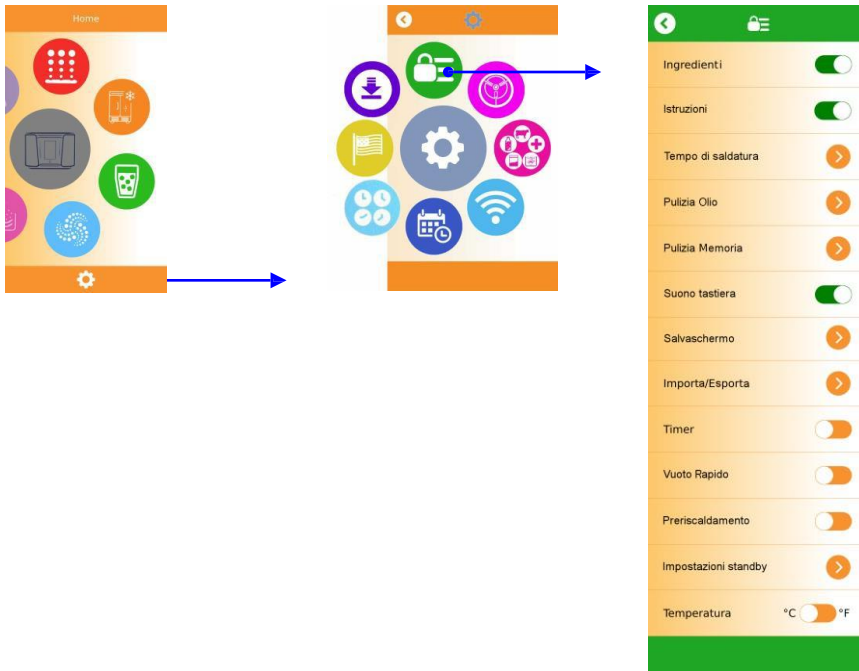 Home
Ingredienti
Istruzioni
Tempo di saldatura
Pulizia Olio
Pulizia Memoria
Suono tastiera
Salvaschermo
Importa/Esporta
Timer
Vuoto Rapido
Preriscaldamento
Impostazioni standby
Temperatura °C °F